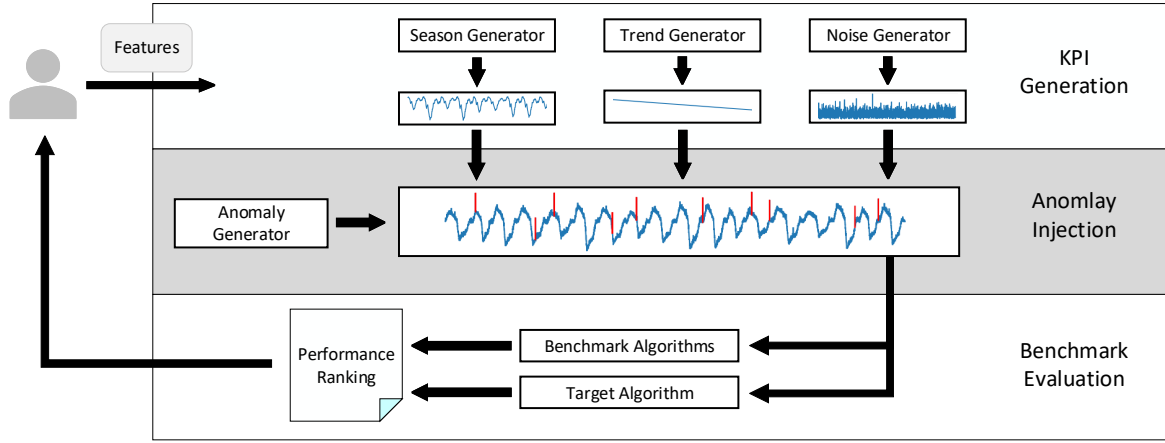 Features
Season Generator
Trend Generator
Noise Generator
KPI
Generation
Anomaly
Generator
Anomlay
Injection
Performance
Ranking
Benchmark Algorithms
Target Algorithm
Benchmark
Evaluation